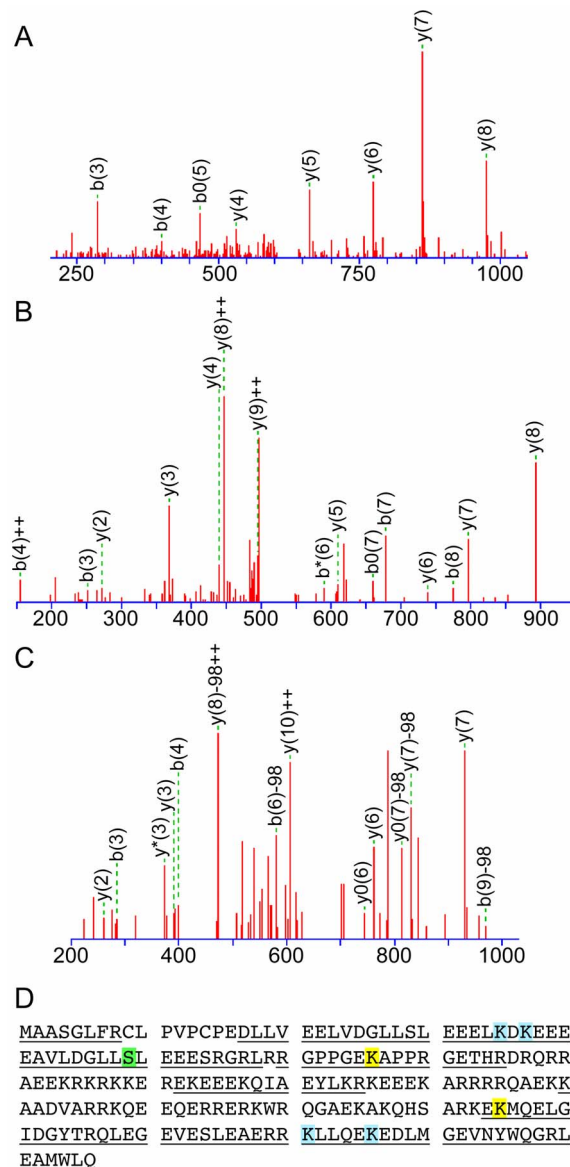 A
y(7)
y(8)
b(3)
b(4)
b0(5)
y(4)
y(5)
y(6)
250 500 750 1000
B
y(8)++
y(4)
y(9)++
y(8)
y(3)
b(4)++
b(3)
y(2)
b*(6)
y(5)
b0(7)
b(7)
y(6)
b(8)
y(7)
200 300 400 500 600 700 800 900
C
y(8)-98++
y(10)++
y(7)-98
y(7)
b(4)
y(3)
y*(3)
b(3)
y(2)
b(6)-98
y0(6)
y(6)
y0(7)-98
b(9)-98
200 400 600 800 1000
D
MAASGLFRCL PVPCPEDLLV EELVDGLLSL EEELKDKEEE
EAVLDGLLSL EEESRGRLRR GPPGEKAPPR GETHRDRQRR
AEEKRKRKKE REKEEEKQIA EYLKRKEEEK ARRRRQAEKK
AADVARRKQE EQERRERKWR QGAEKAKQHS ARKEKMQELG
IDGYTRQLEG EVESLEAERR KLLQEKEDLM GEVNYWQGRL
EAMWLQ